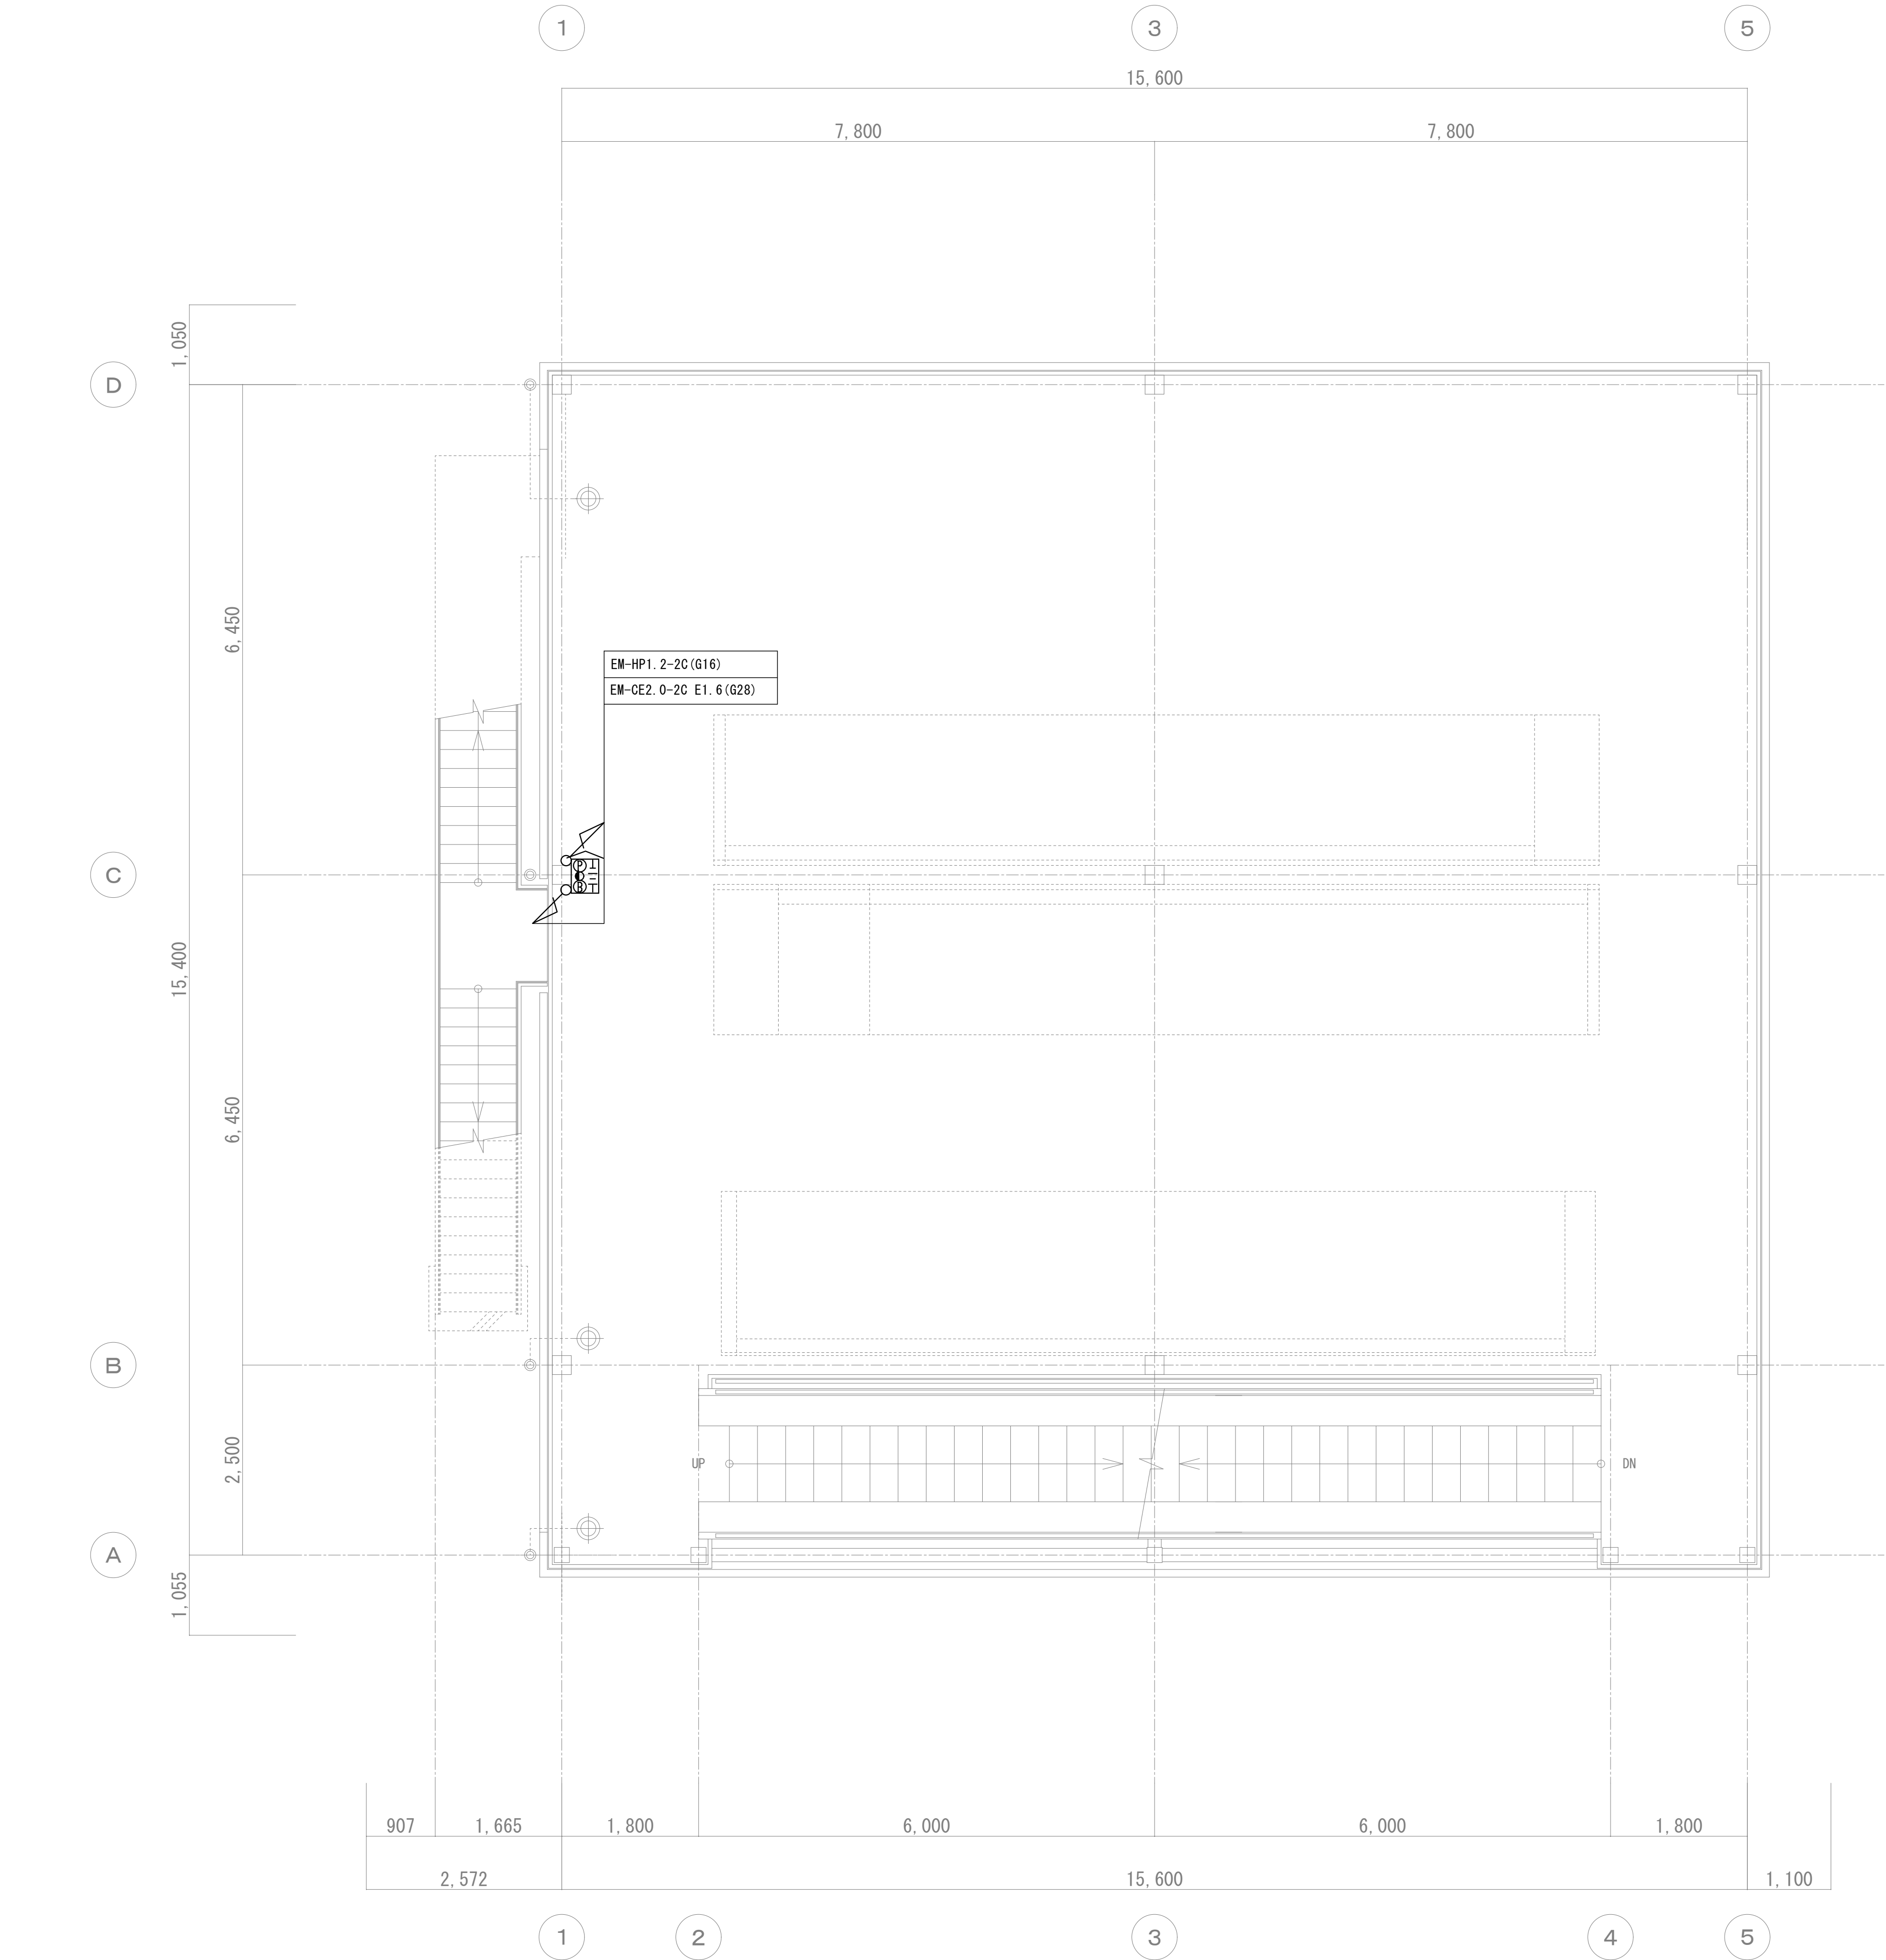 1 3 5
15,600
7,800 7,800
1,050
D
6,450
EM-HP1.2-2C(G16)
EM-CE2.0-2C E1.6(G28)
P
C
B
15,400
6,450
B
2,500
UP DN
A
1,055
907 1,665 1,800 6,000 6,000 1,800
2,572 15,600 1,100
1 2 3 4 5